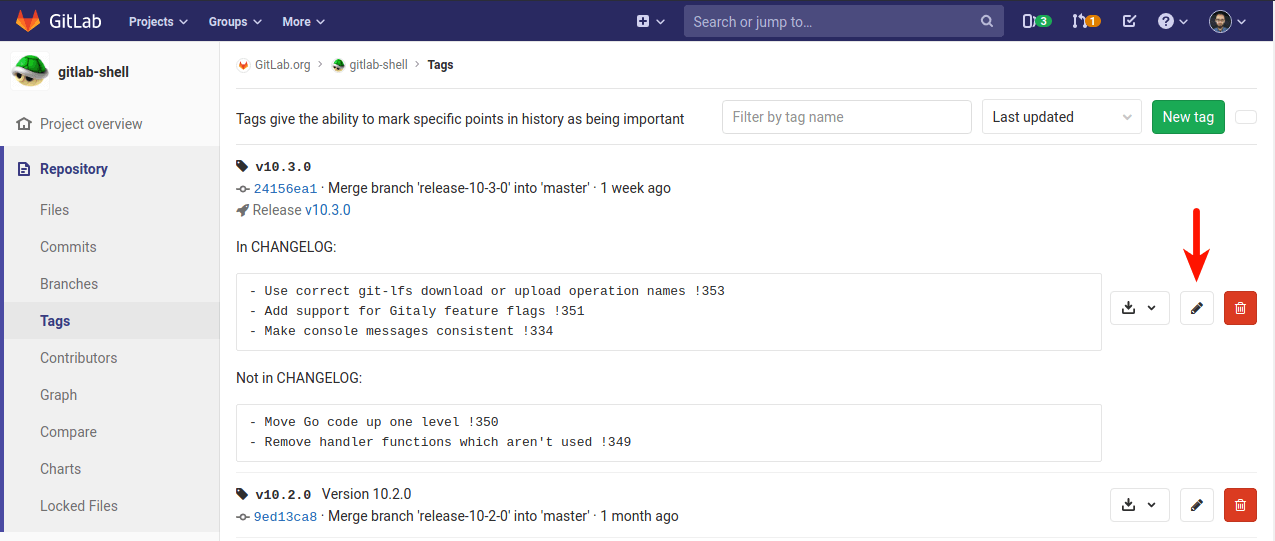 GitLab Projects Groups More Search or jump to... 3 1
gitlab-shell
Project overview
Repository
Files
Commits
Branches
Tags
Contributors
Graph
Compare
Charts
Locked Files
GitLab.org > gitlab-shell > Tags
Tags give the ability to mark specific points in history as being important Filter by tag name Last updated New tag
v10.3.0
24156ea1 · Merge branch 'release-10-3-0' into 'master' · 1 week ago
Release v10.3.0
In CHANGELOG:
- Use correct git-lfs download or upload operation names !353
- Add support for Gitaly feature flags !351
- Make console messages consistent !334
Not in CHANGELOG:
- Move Go code up one level !350
- Remove handler functions which aren't used !349
v10.2.0 Version 10.2.0
9ed13ca8 · Merge branch 'release-10-2-0' into 'master' · 1 month ago